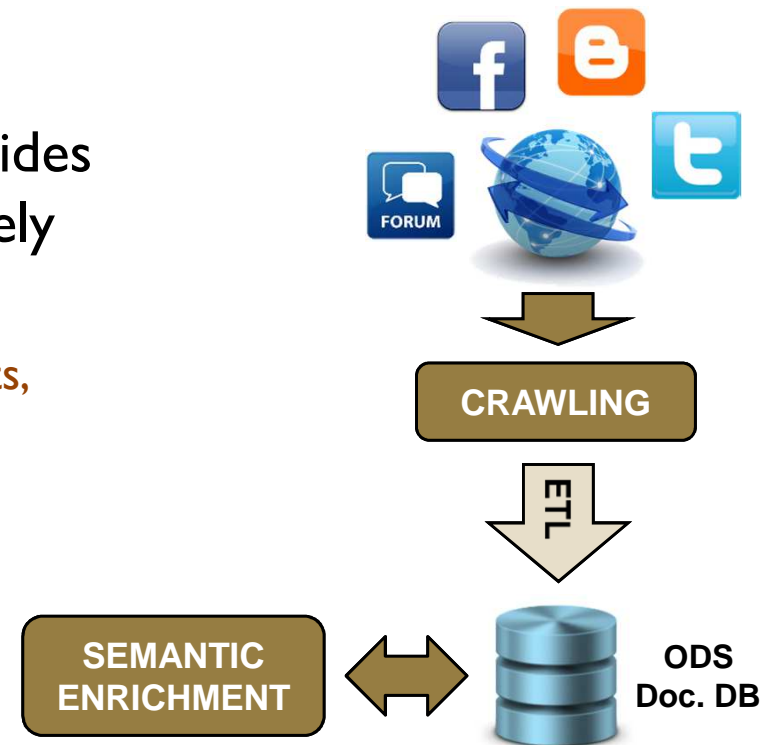 ides
ely
s,
f
B
t
FORUM
CRAWLING
ETL
SEMANTIC
ENRICHMENT
ODS
Doc. DB